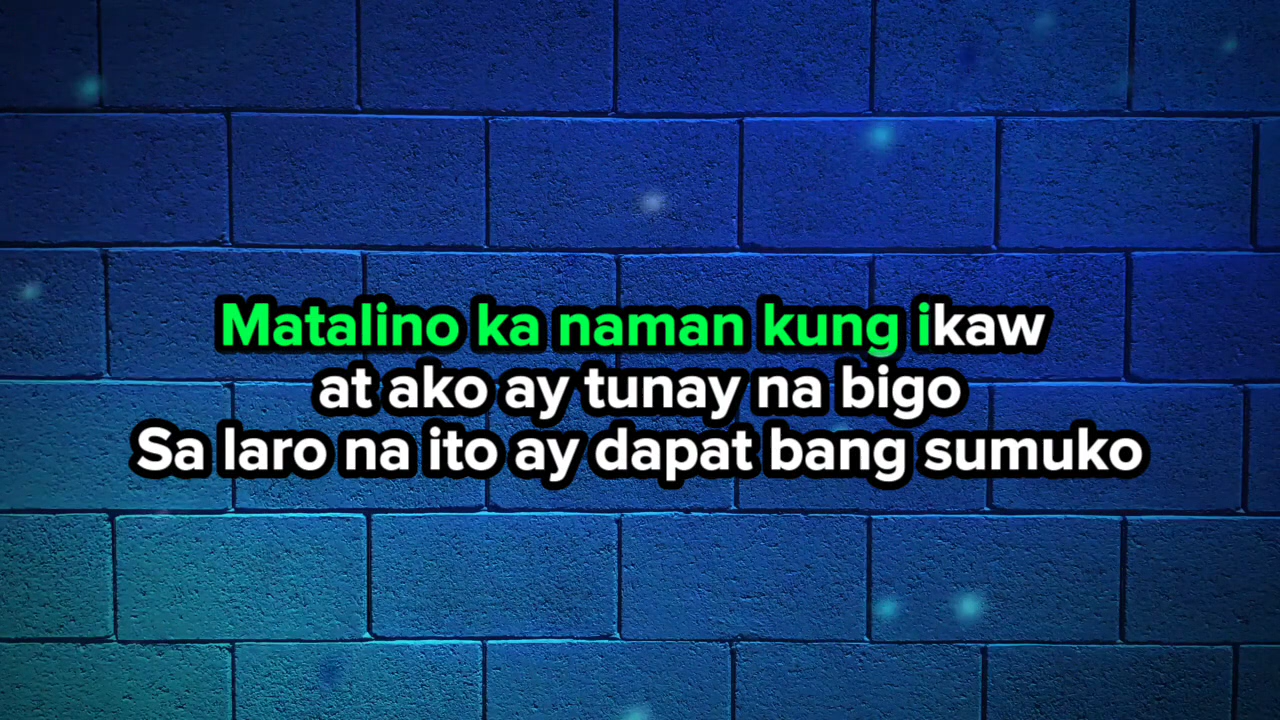 Matalino ka naman kung ikaw
at ako ay tunay na bigo
Sa laro na ito ay dapat bang sumuko